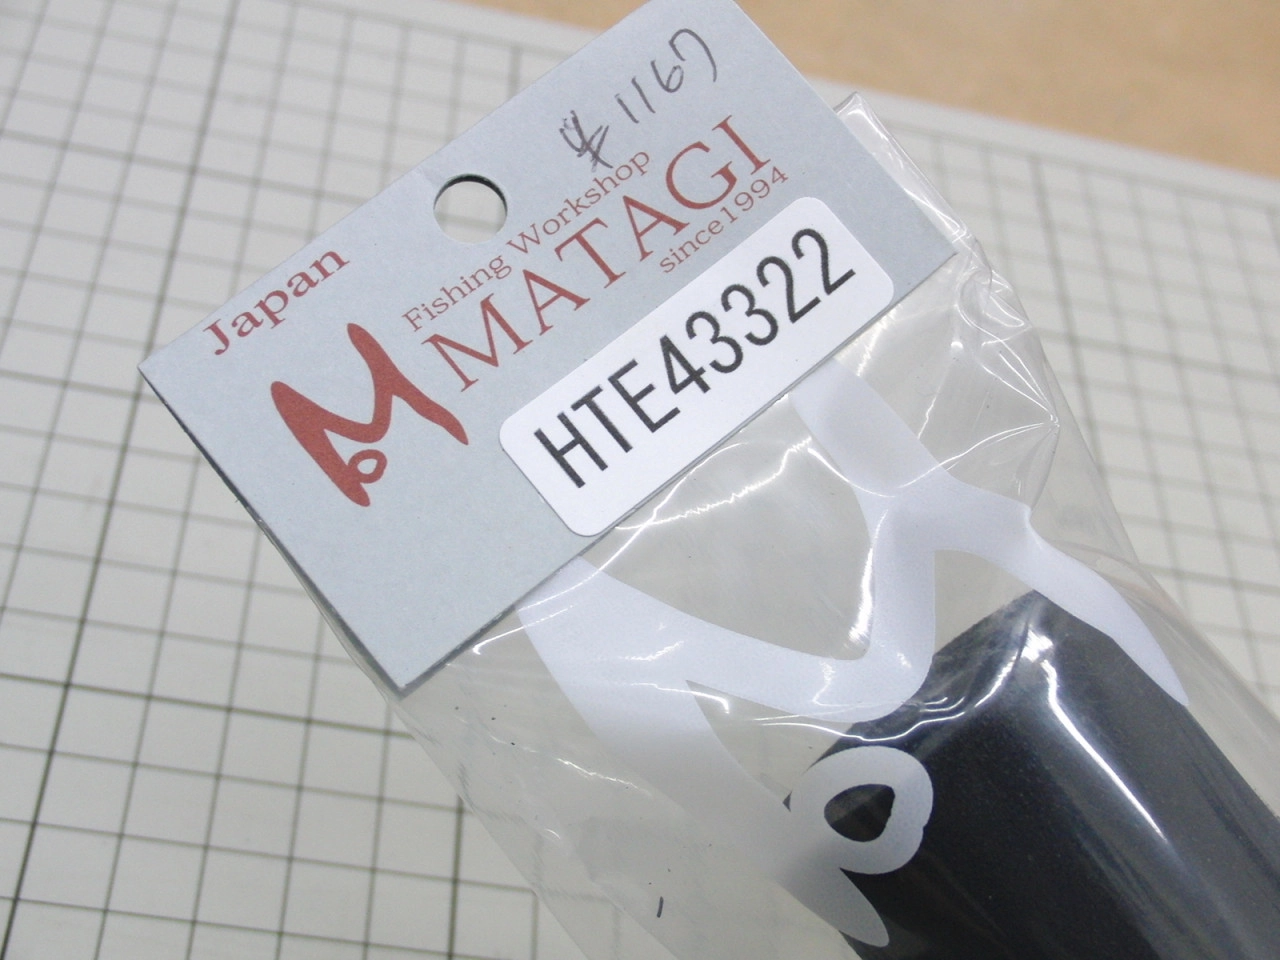 ¥1167
Japan
Fishing Workshop
MATAGI
since1994
HTE43322